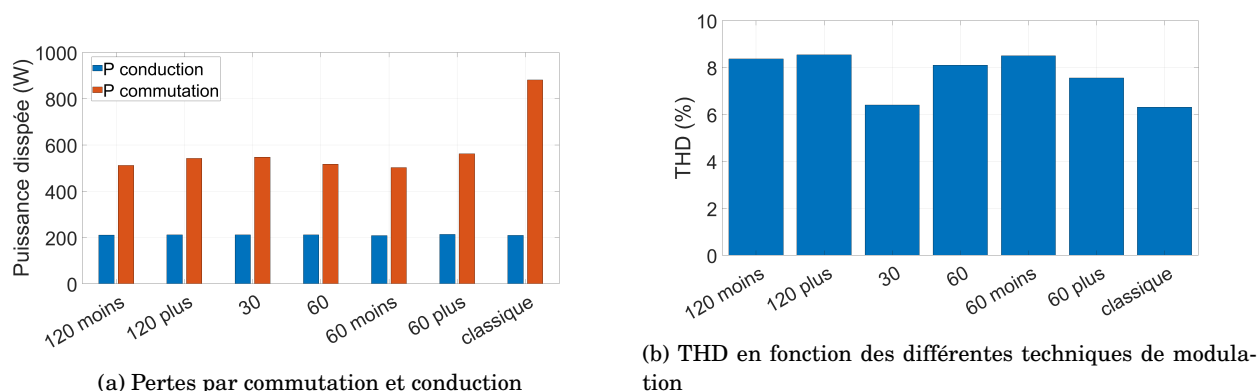 1000
800
600
400
200
0
Puissance disspée (W)
P conduction
P commutation
120 moins
120 plus
30
60
60 moins
60 plus
classique
(a) Pertes par commutation et conduction
10
8
6
4
2
0
THD (%)
120 moins
120 plus
30
60
60 moins
60 plus
classique
(b) THD en fonction des différentes techniques de modula-
tion